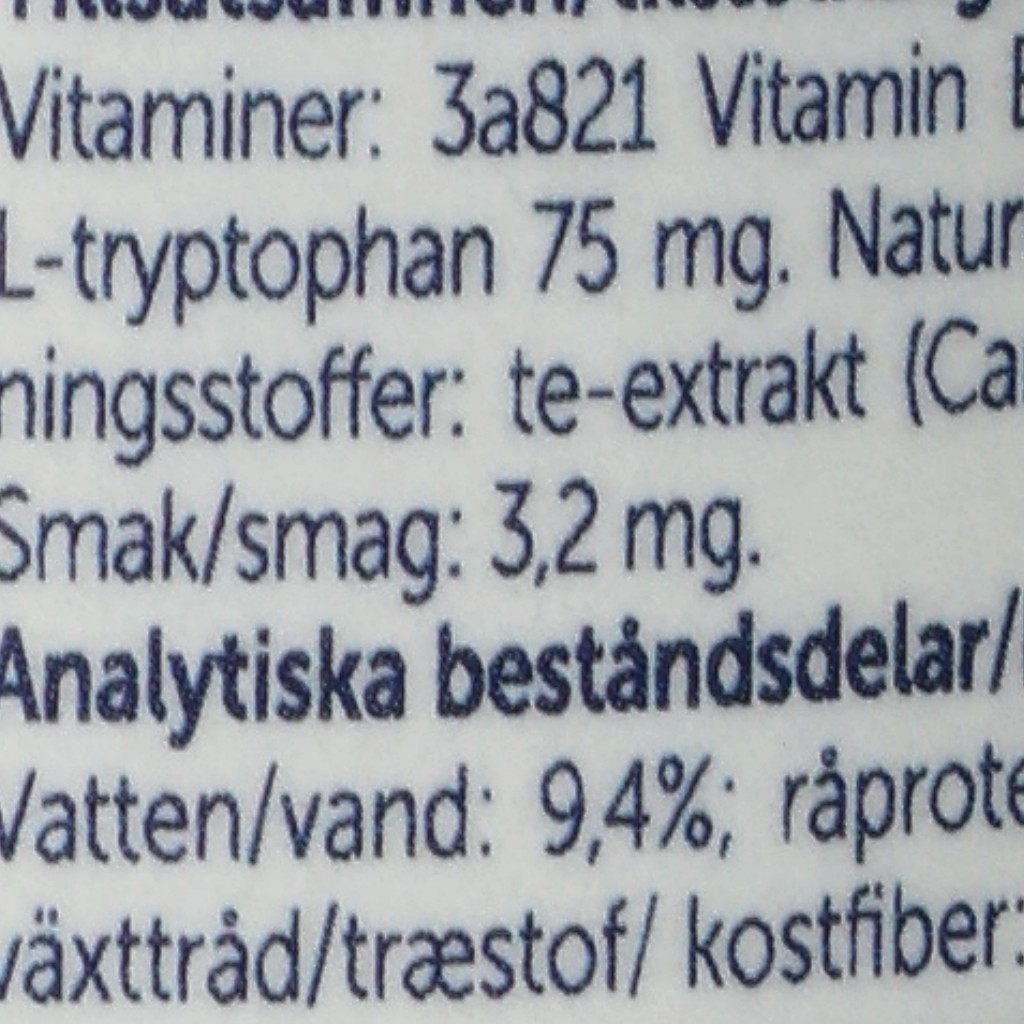 Vitaminer: 3a821 Vitamin
L-tryptophan 75 mg. Natur
ningsstoffer: te-extrakt (Ca
Smak/smag: 3,2 mg.
Analytiska beståndsdelar/
Vatten/vand: 9,4%; råprote
växttråd/træstof/ kostfiber: